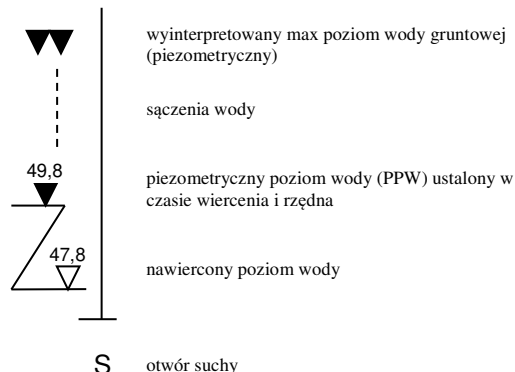 wyinterpretowany max poziom wody gruntowej
(piezometryczny)
sączenia wody
49,8
piezometryczny poziom wody (PPW) ustalony w
czasie wiercenia i rzędna
47,8
nawiercony poziom wody
S otwór suchy